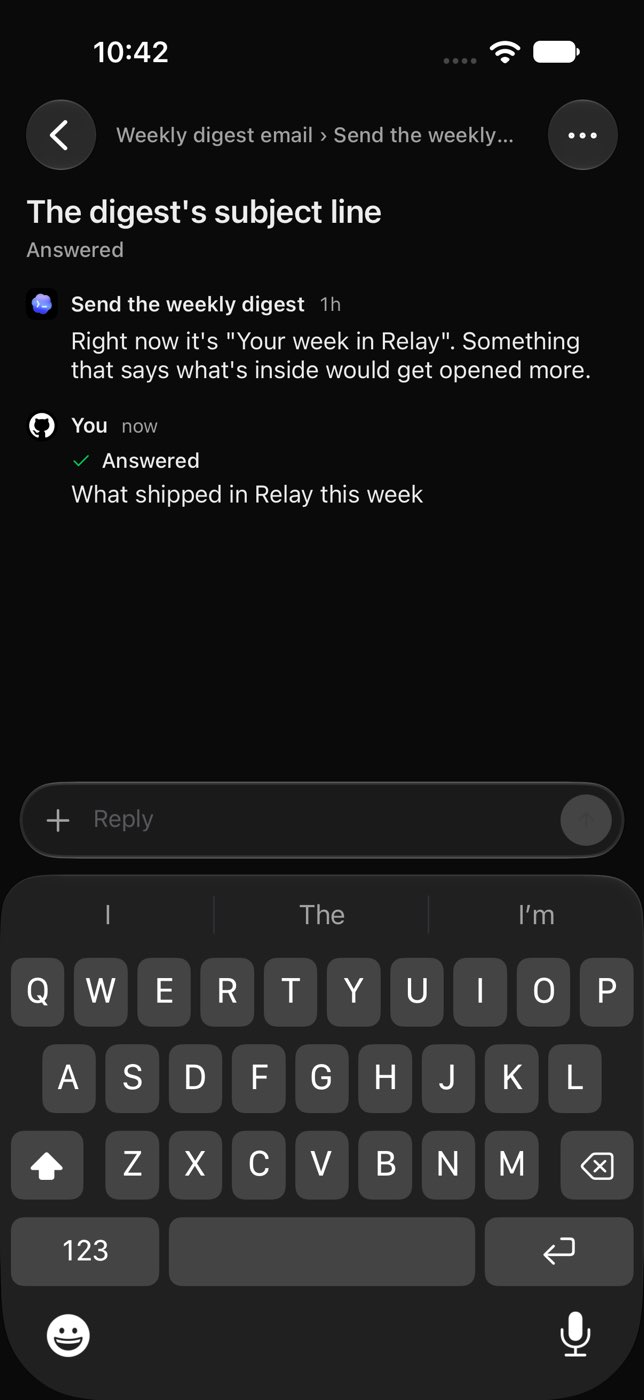 10:42
Weekly digest email › Send the weekly...
The digest's subject line
Answered
Send the weekly digest 1h
Right now it's "Your week in Relay". Something
that says what's inside would get opened more.
You now
Answered
What shipped in Relay this week
Reply
I The I'm
Q W E R T Y U I O P
A S D F G H J K L
Z X C V B N M
123